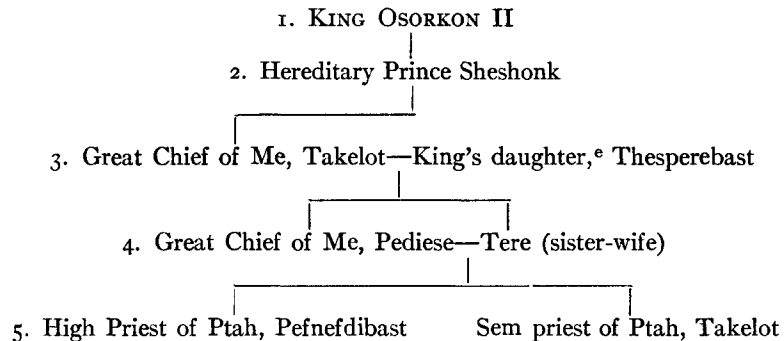 1. KING OSORKON II
2. Hereditary Prince Sheshonk
3. Great Chief of Me, Takelot—King's daughter,ᵉ Thesperebast
4. Great Chief of Me, Pediese—Tere (sister-wife)
5. High Priest of Ptah, Pefnefdibast Sem priest of Ptah, Takelot